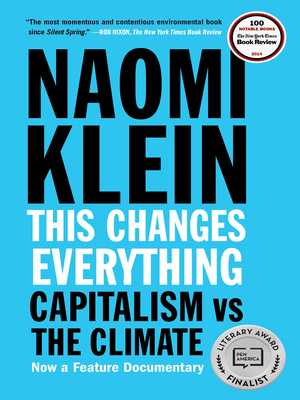 "The most momentous and contentious environmental book
since Silent Spring."—ROB NIXON, The New York Times Book Review
100
NOTABLE BOOKS
The New York Times
Book Review
2014
NAOMI
KLEIN
THIS CHANGES
EVERYTHING
CAPITALISM vs
THE CLIMATE
Now a Feature Documentary
LITERARY AWARD
PEN
AMERICA
FINALIST